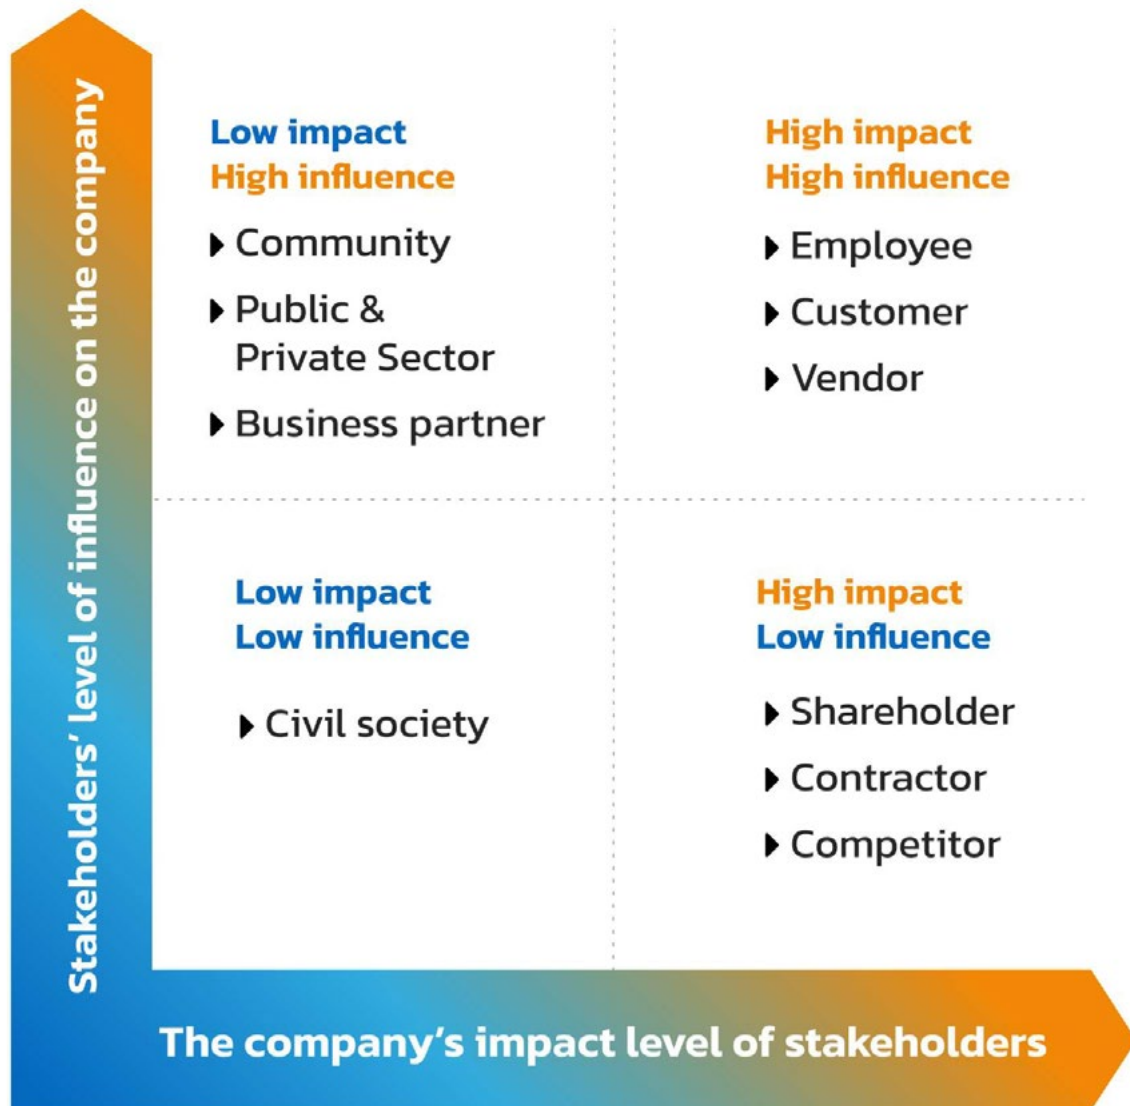 Stakeholders' level of influence on the company
Low impact
High influence
Community
Public &
Private Sector
Business partner
High impact
High influence
Employee
Customer
Vendor
Low impact
Low influence
Civil society
High impact
Low influence
Shareholder
Contractor
Competitor
The company's impact level of stakeholders